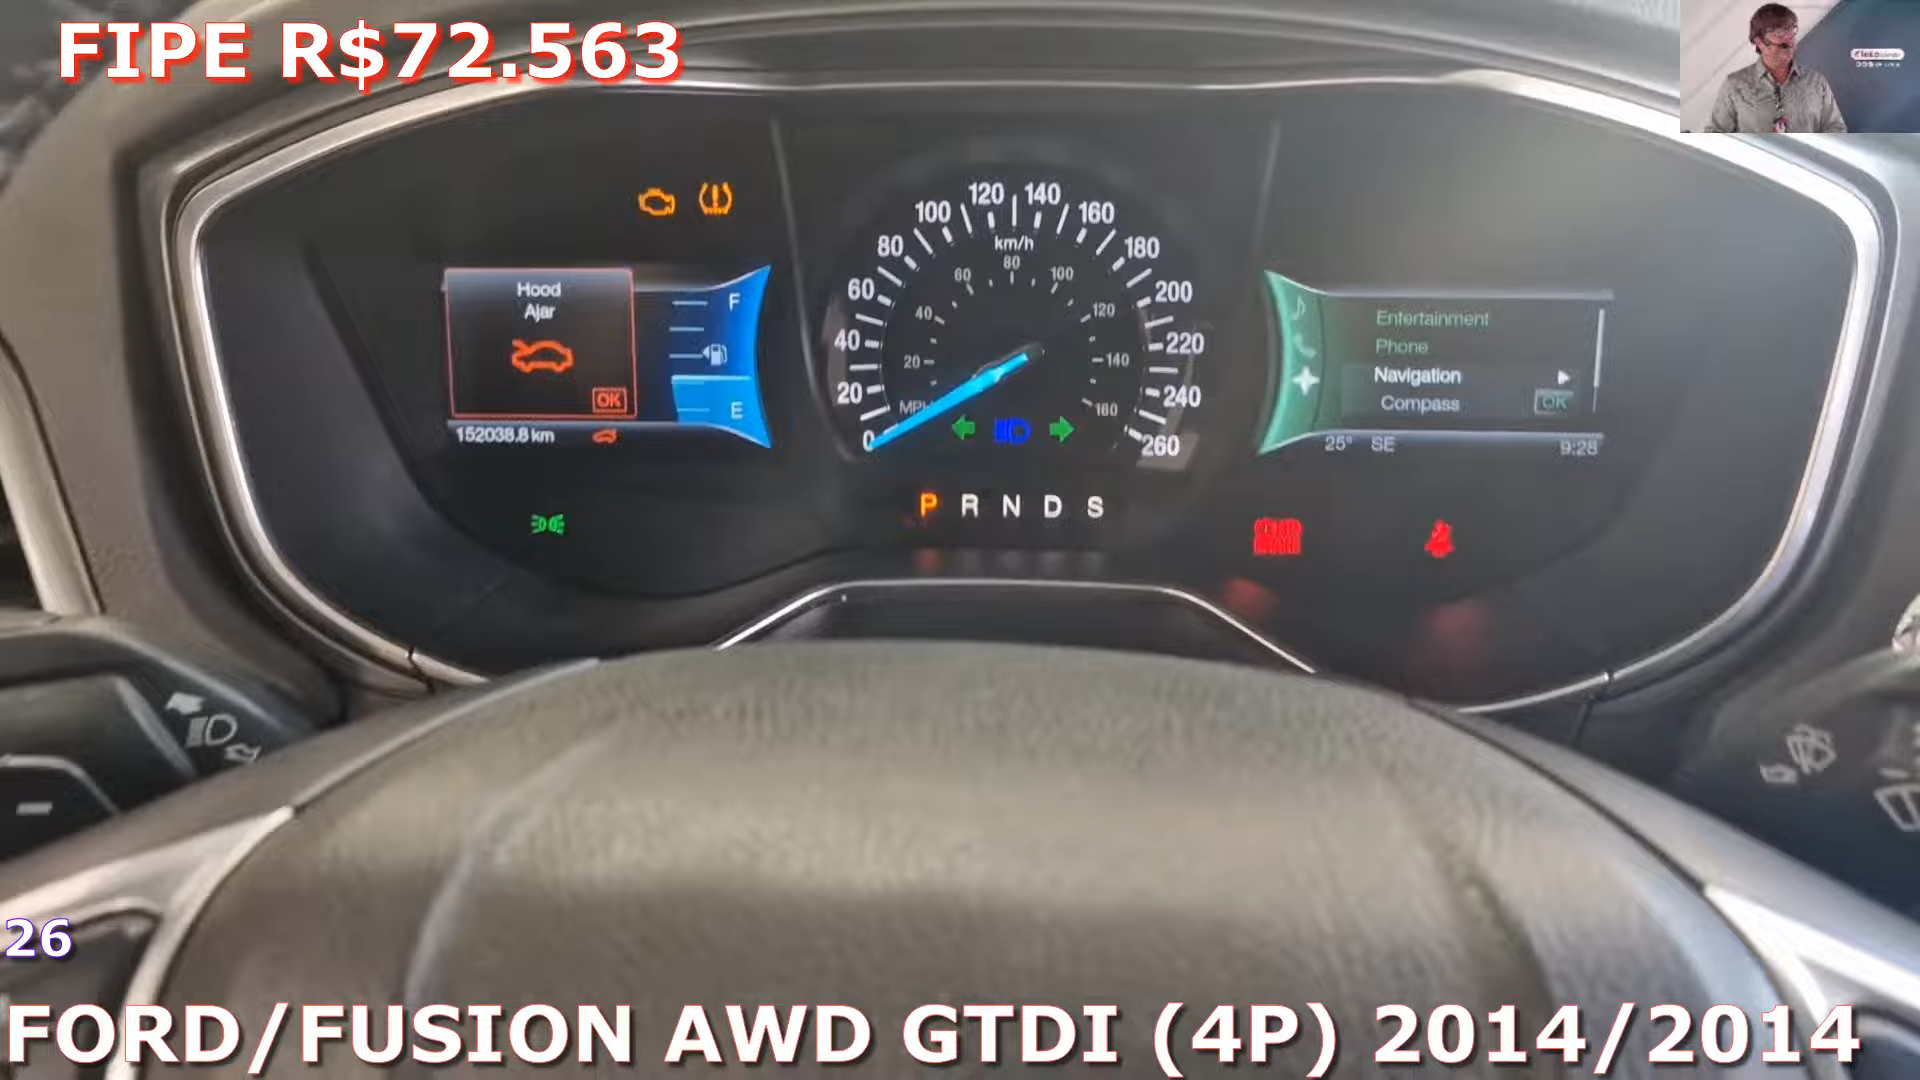 FIPE R$72.563
Hood
Ajar
OK
F
E
152038.8 km
0
20
40
60
80
100
120
140
160
180
200
220
240
260
km/h
20
40
60
80
100
120
140
160
MPH
P R N D S
Entertainment
Phone
Navigation
Compass
OK
25° SE 9:28
26
FORD/FUSION AWD GTDI (4P) 2014/2014